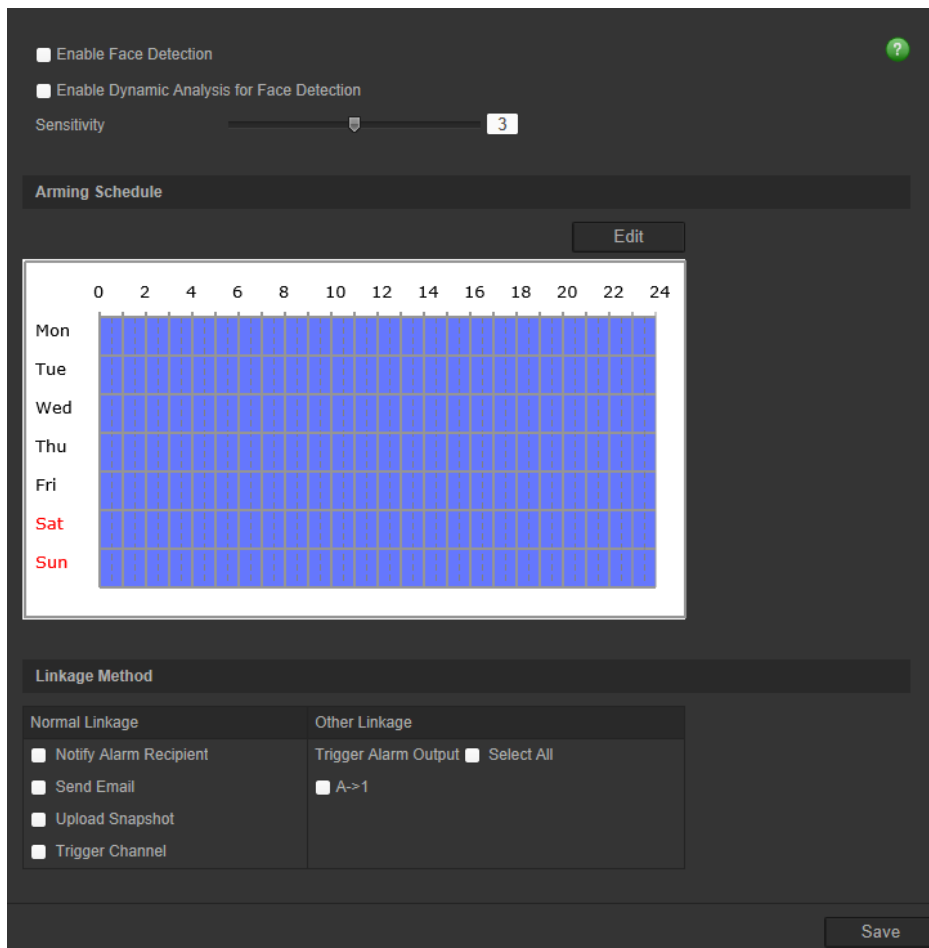 Enable Face Detection
?
Enable Dynamic Analysis for Face Detection
Sensitivity 3
Arming Schedule
Edit
0 2 4 6 8 10 12 14 16 18 20 22 24
Mon
Tue
Wed
Thu
Fri
Sat
Sun
Linkage Method
Normal Linkage Other Linkage
Notify Alarm Recipient Trigger Alarm Output Select All
Send Email A->1
Upload Snapshot
Trigger Channel
Save